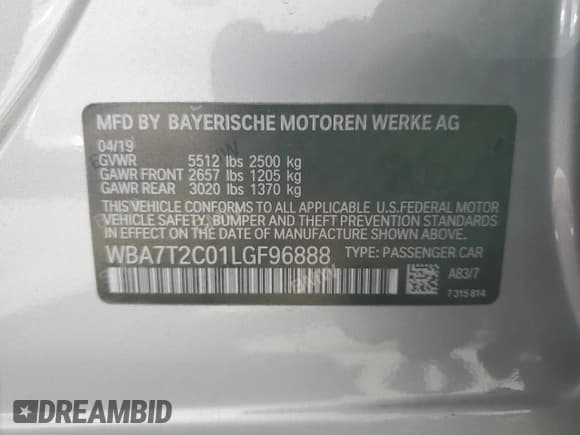 MFD BY BAYERISCHE MOTOREN WERKE AG
04/19
GVWR 5512 lbs 2500 kg
GAWR FRONT 2657 lbs 1205 kg
GAWR REAR 3020 lbs 1370 kg
THIS VEHICLE CONFORMS TO ALL APPLICABLE U.S.FEDERAL MOTOR
VEHICLE SAFETY, BUMPER AND THEFT PREVENTION STANDARDS
IN EFFECT ON THE DATE OF MANUFACTURE SHOWN ABOVE.
WBA7T2C01LGF96888 TYPE: PASSENGER CAR
A83/7
7315814
DREAMBID